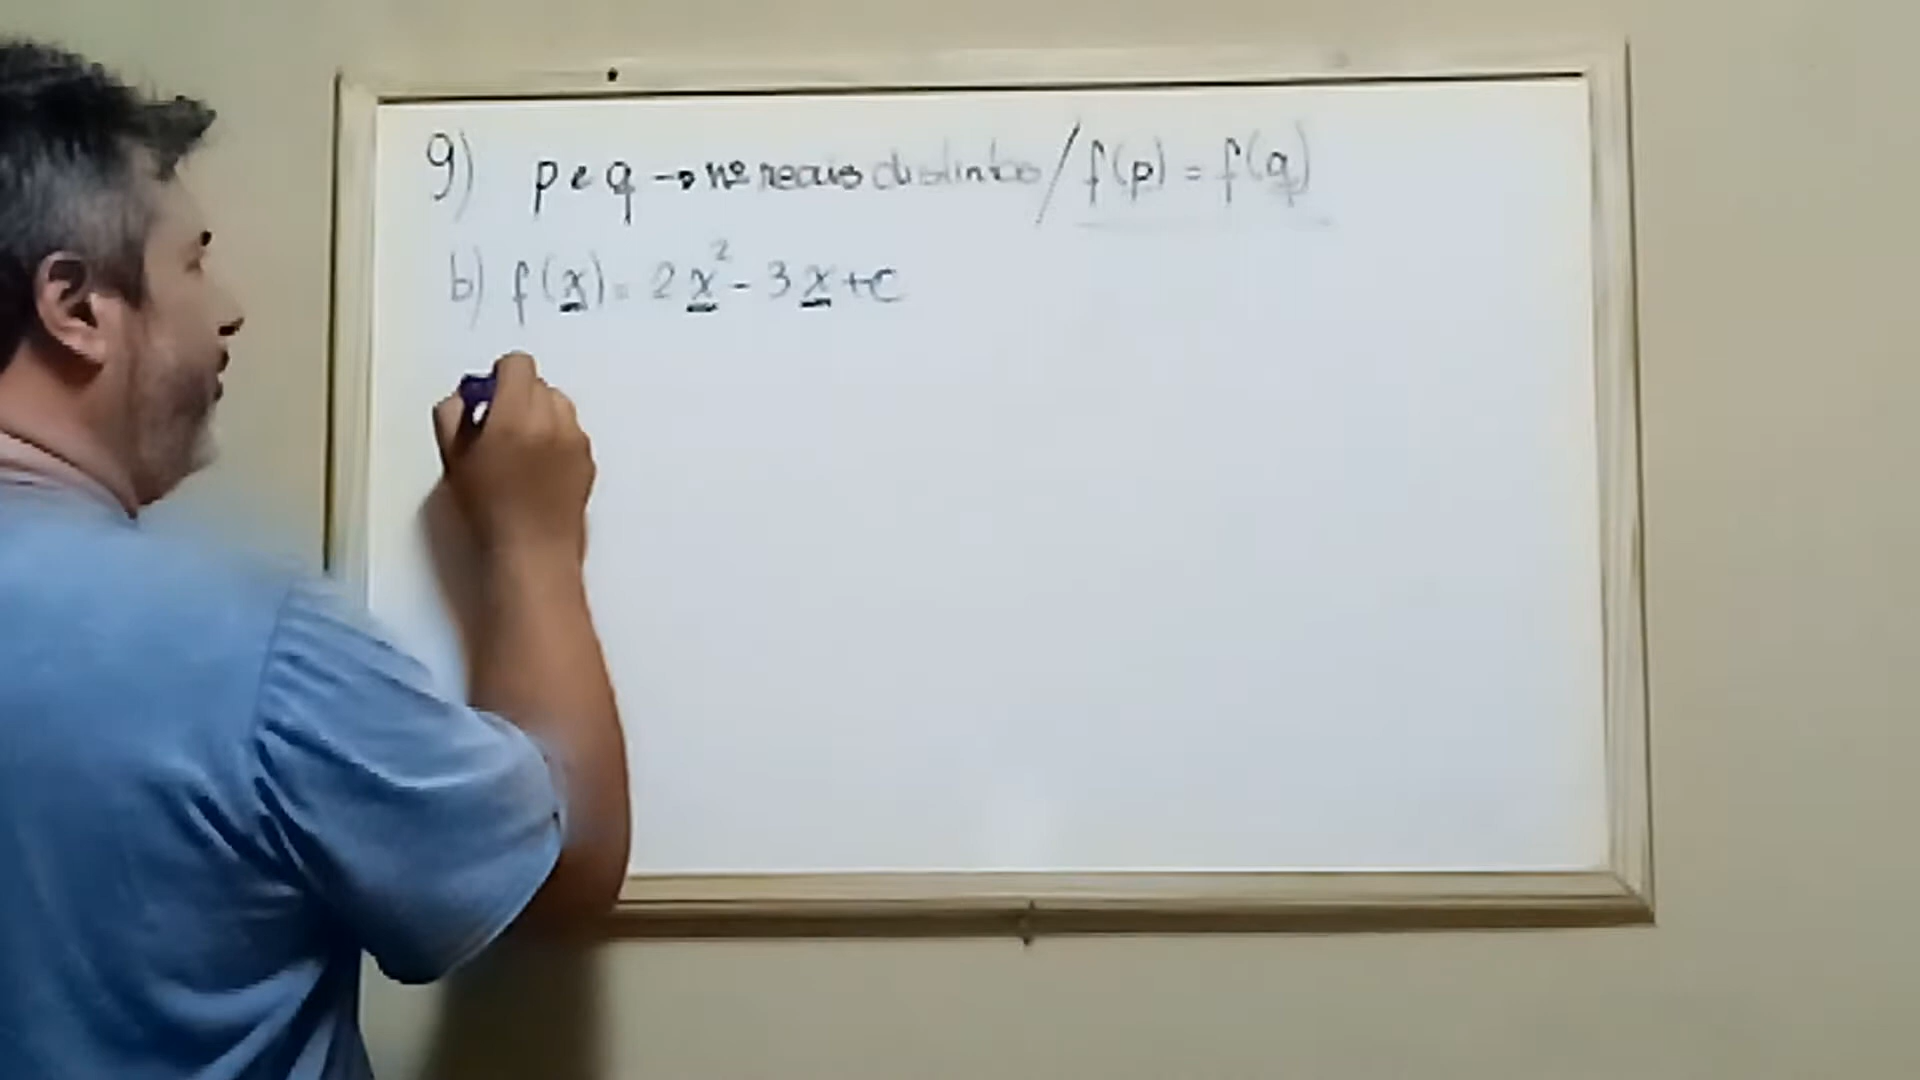 9) p e q → nº reais distintos / f(p) = f(q)
b) f(x) = 2x² - 3x + c